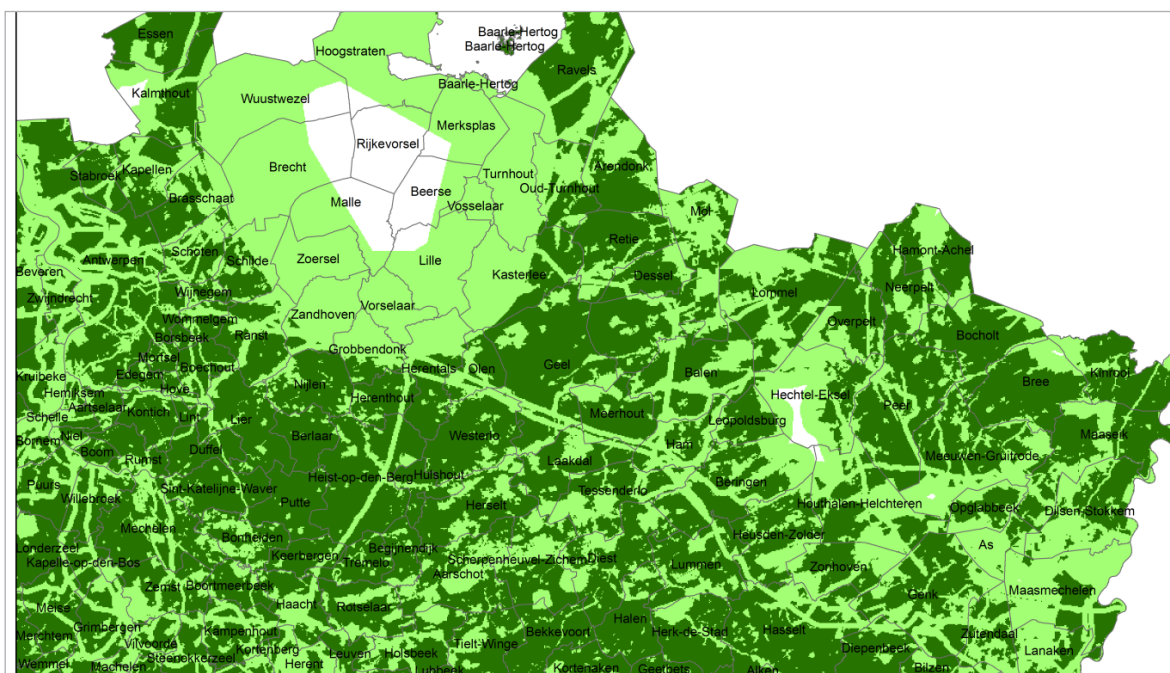 Baarle-Hertog
Essen
Baarle-Hertog
Hoogstraten
Ravels
Baarle-Hertog
Kalmthout
Wuustwezel
Merksplas
Rijkevorsel
Brecht
Arendonk
Kapellen
Stabroek
Turnhout
Oud-Turnhout
Beerse
Brasschaat
Malle
Vosselaar
Mol
Retie
Schoten
Hamont-Achel
Antwerpen
Schilde
Zoersel
Lille
Beveren
Kasterlee
Dessel
Neerpelt
Wijnegem
Lommel
Zwijndrecht
Vorselaar
Zandhoven
Wommelgem
Overpelt
Borsbeek
Ranst
Bocholt
Grobbendonk
Mortsel
Boechout
Herentals
Olen
Geel
Balen
Kinrooi
Kruibeke
Edegem
Nijlen
Bree
Hove
Hemiksem
Herenthout
Hechtel-Eksel
Aartselaar
Kontich
Peer
Schelle
Lint
Lier
Meerhout
Leopoldsburg
Niel
Berlaar
Westerlo
Maaseik
Bornem
Boom
Duffel
Ham
Rumst
Laakdal
Meeuwen-Gruitrode
Heist-op-den-Berg
Hulshout
Puurs
Beringen
Sint-Katelijne-Waver
Tessenderlo
Willebroek
Putte
Herselt
Houthalen-Helchteren
Opglabbeek
Dilsen-Stokkem
Mechelen
Bonheiden
Heusden-Zolder
As
Londerzeel
Keerbergen
Begijnendijk
Kapelle-op-den-Bos
Tremelo
Scherpenheuvel-Zichem
Diest
Lummen
Zonhoven
Aarschot
Zemst
Boortmeerbeek
Maasmechelen
Genk
Meise
Haacht
Rotselaar
Halen
Grimbergen
Kampenhout
Bekkevoort
Herk-de-Stad
Hasselt
Merchtem
Zutendaal
Vilvoorde
Tielt-Winge
Kortenberg
Leuven
Holsbeek
Diepenbeek
Lanaken
Steenokkerzeel
Wemmel
Machelen
Herent
Lubbeek
Kortenaken
Geetbets
Alken
Bilzen